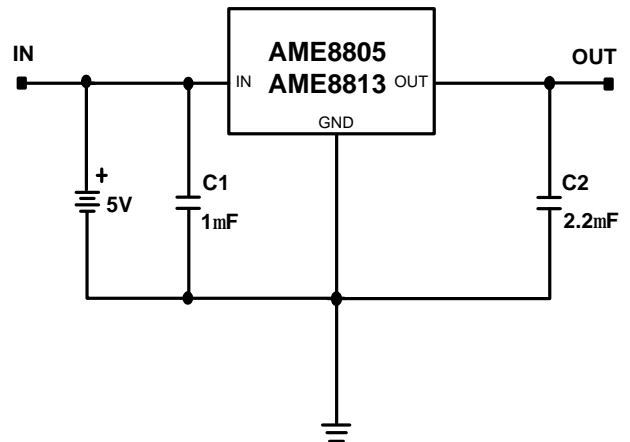 IN
AME8805
AME8813
OUT
IN
OUT
GND
+
5V
C1
1mF
C2
2.2mF